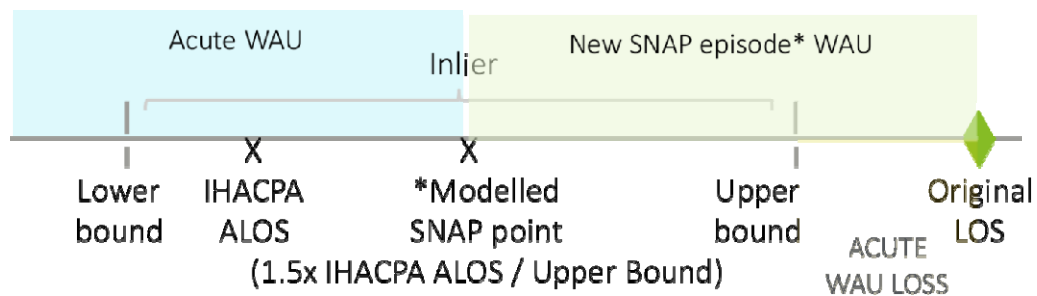 Acute WAU
New SNAP episode* WAU
Inlier
X
X
Lower bound
IHACPA ALOS
*Modelled SNAP point
(1.5x IHACPA ALOS / Upper Bound)
Upper bound
Original LOS
ACUTE
WAU LOSS